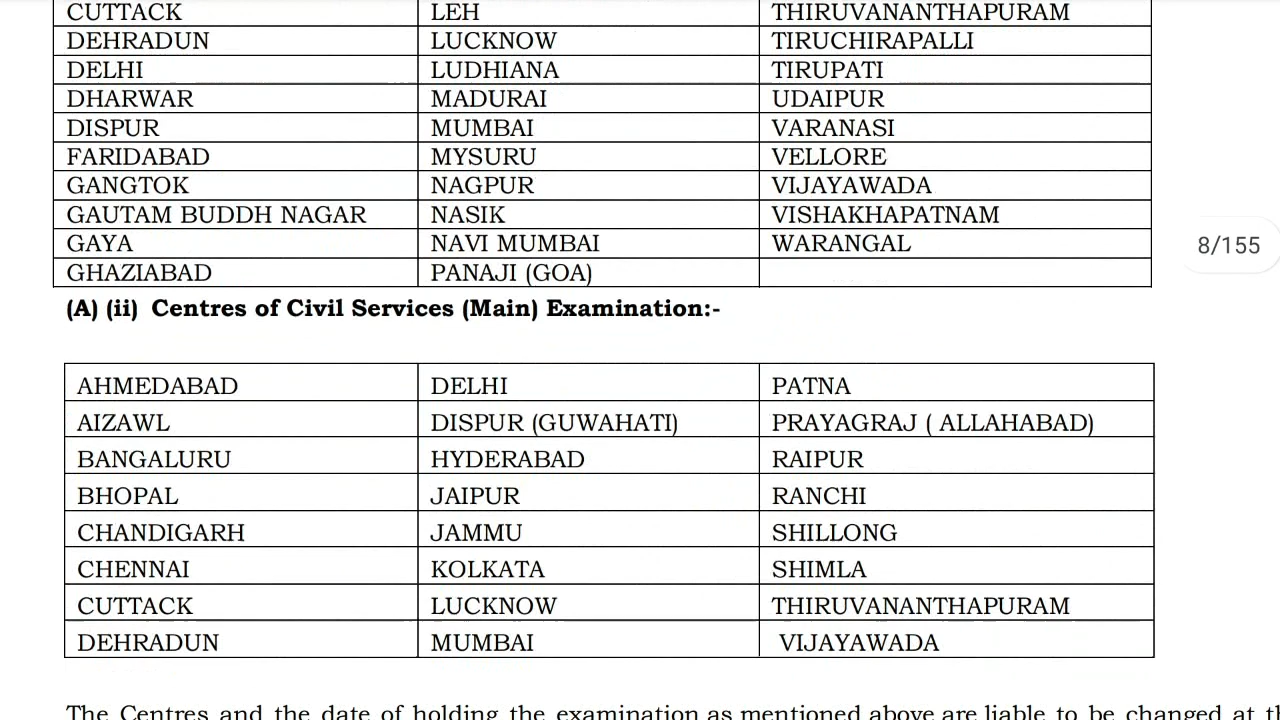 CUTTACK LEH THIRUVANANTHAPURAM
DEHRADUN LUCKNOW TIRUCHIRAPALLI
DELHI LUDHIANA TIRUPATI
DHARWAR MADURAI UDAIPUR
DISPUR MUMBAI VARANASI
FARIDABAD MYSURU VELLORE
GANGTOK NAGPUR VIJAYAWADA
GAUTAM BUDDH NAGAR NASIK VISHAKHAPATNAM
GAYA NAVI MUMBAI WARANGAL
8/155
GHAZIABAD PANAJI (GOA)
(A) (ii) Centres of Civil Services (Main) Examination:-
AHMEDABAD DELHI PATNA
AIZAWL DISPUR (GUWAHATI) PRAYAGRAJ ( ALLAHABAD)
BANGALURU HYDERABAD RAIPUR
BHOPAL JAIPUR RANCHI
CHANDIGARH JAMMU SHILLONG
CHENNAI KOLKATA SHIMLA
CUTTACK LUCKNOW THIRUVANANTHAPURAM
DEHRADUN MUMBAI VIJAYAWADA
The Centres and the date of holding the examination as mentioned above are liable to be changed at